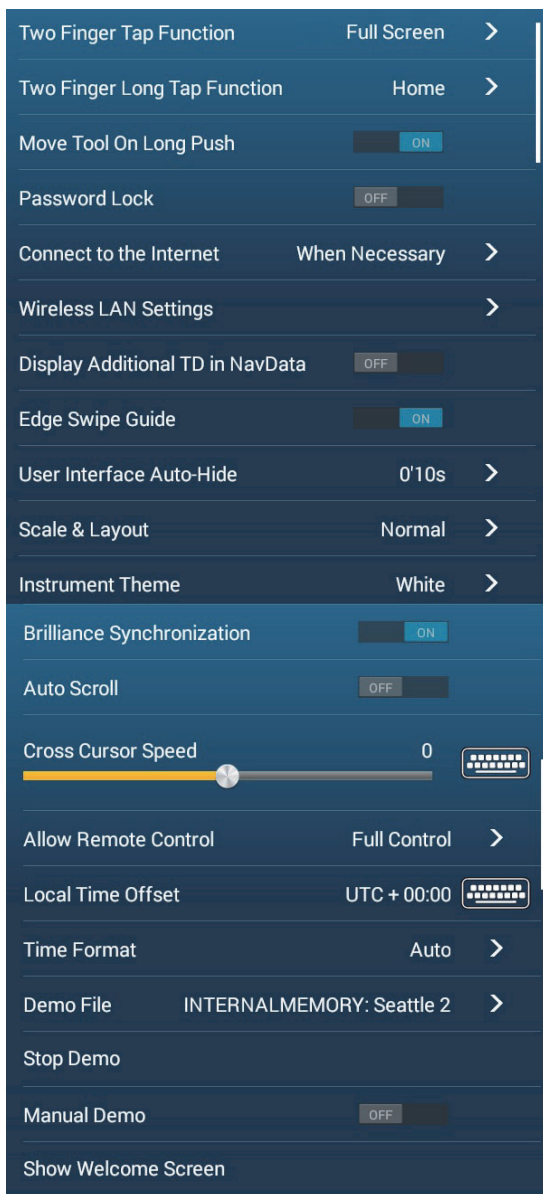 Two Finger Tap Function Full Screen
Two Finger Long Tap Function Home
Move Tool On Long Push ON
Password Lock OFF
Connect to the Internet When Necessary
Wireless LAN Settings
Display Additional TD in NavData OFF
Edge Swipe Guide ON
User Interface Auto-Hide 0'10s
Scale & Layout Normal
Instrument Theme White
Brilliance Synchronization ON
Auto Scroll OFF
Cross Cursor Speed 0
Allow Remote Control Full Control
Local Time Offset UTC + 00:00
Time Format Auto
Demo File INTERNALMEMORY: Seattle 2
Stop Demo
Manual Demo OFF
Show Welcome Screen